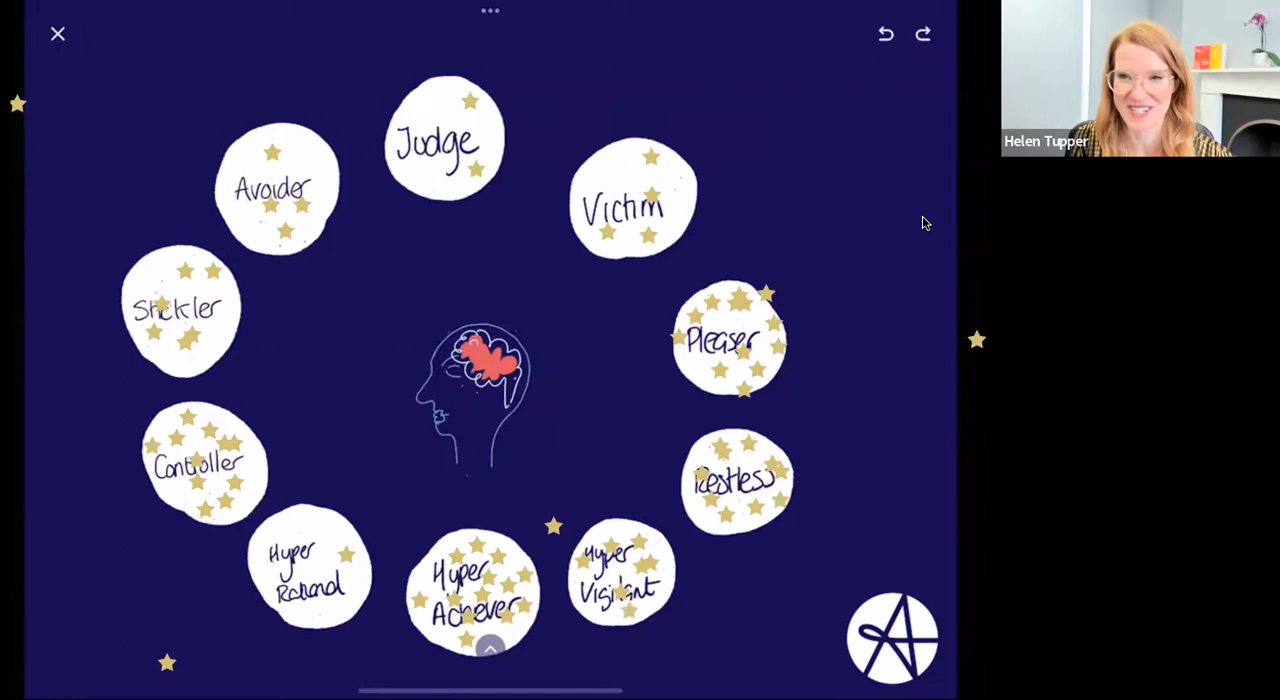 Judge
Avoider
Victim
Stickler
Pleaser
Controller
Restless
Hyper
Rational
Hyper
Achiever
Hyper
Vigilant
Helen Tupper